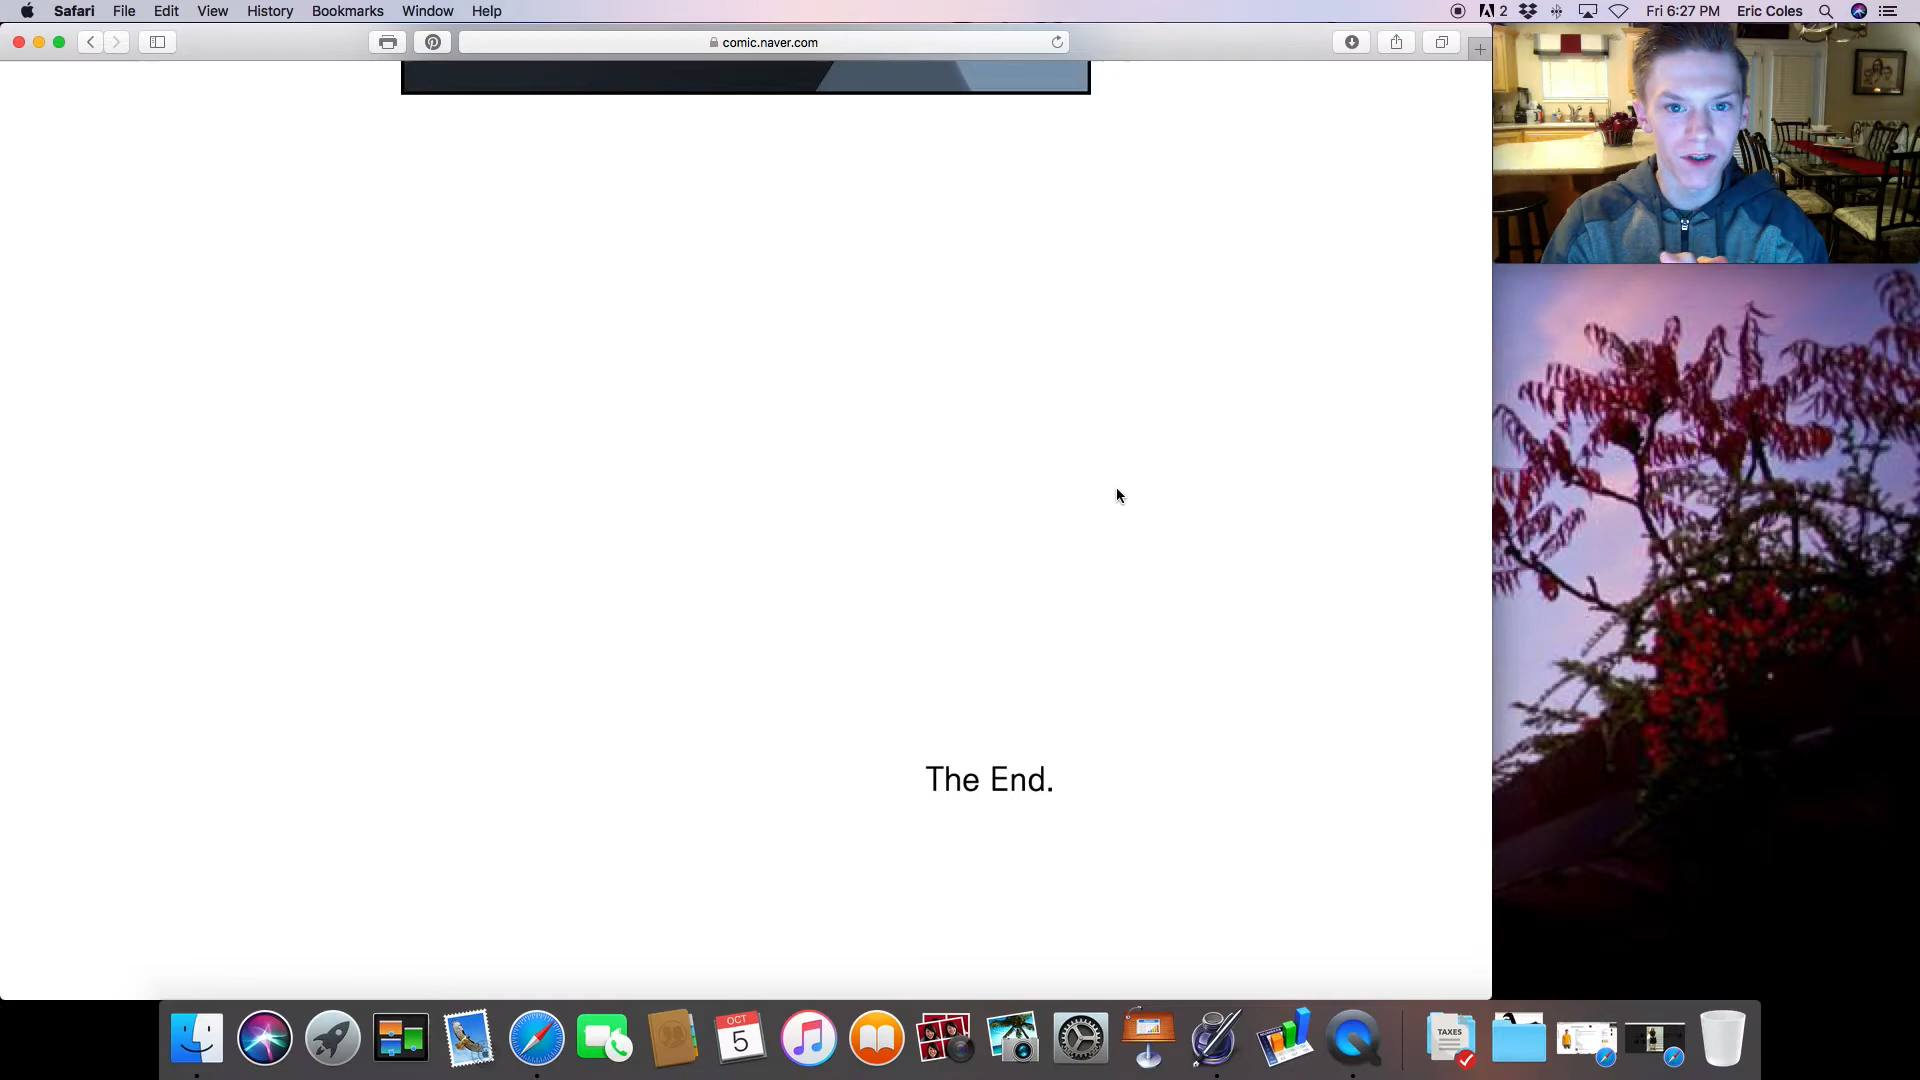 Safari File Edit View History Bookmarks Window Help 2 Fri 6:27 PM Eric Coles
comic.naver.com
The End.
OCT
5
TAXES